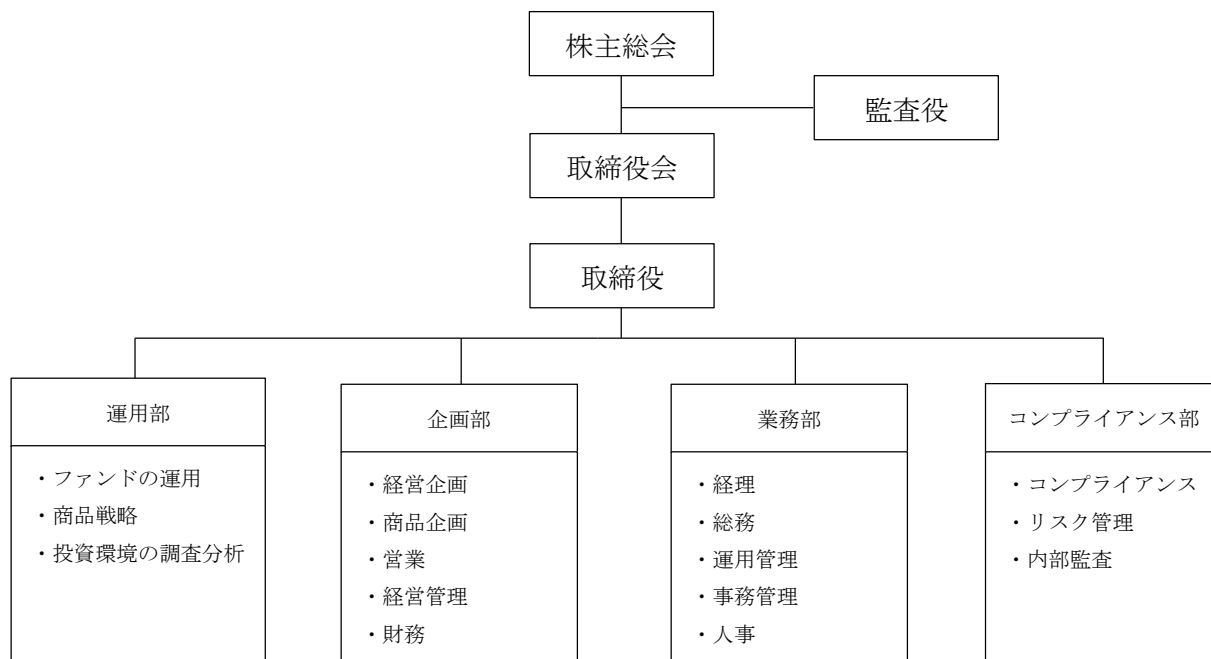 株主総会
監査役
取締役会
取締役
運用部
・ファンドの運用
・商品戦略
・投資環境の調査分析
企画部
・経営企画
・商品企画
・営業
・経営管理
・財務
業務部
・経理
・総務
・運用管理
・事務管理
・人事
コンプライアンス部
・コンプライアンス
・リスク管理
・内部監査